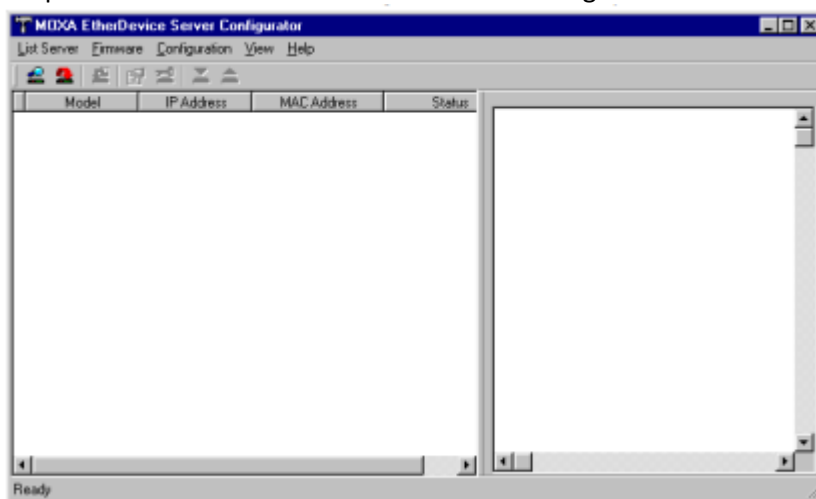 MOXA EtherDevice Server Configurator
List Server Firmware Configuration View Help
Model IP Address MAC Address Status
Ready